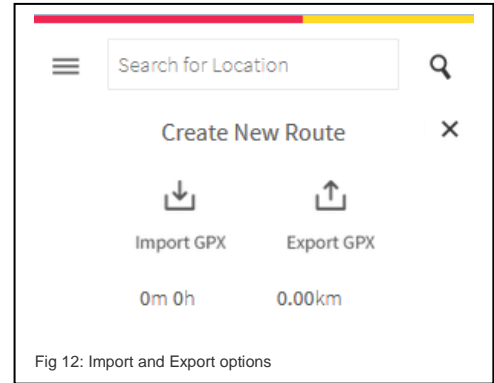 Search for Location
Create New Route
Import GPX Export GPX
0m 0h 0.00km
Fig 12: Import and Export options